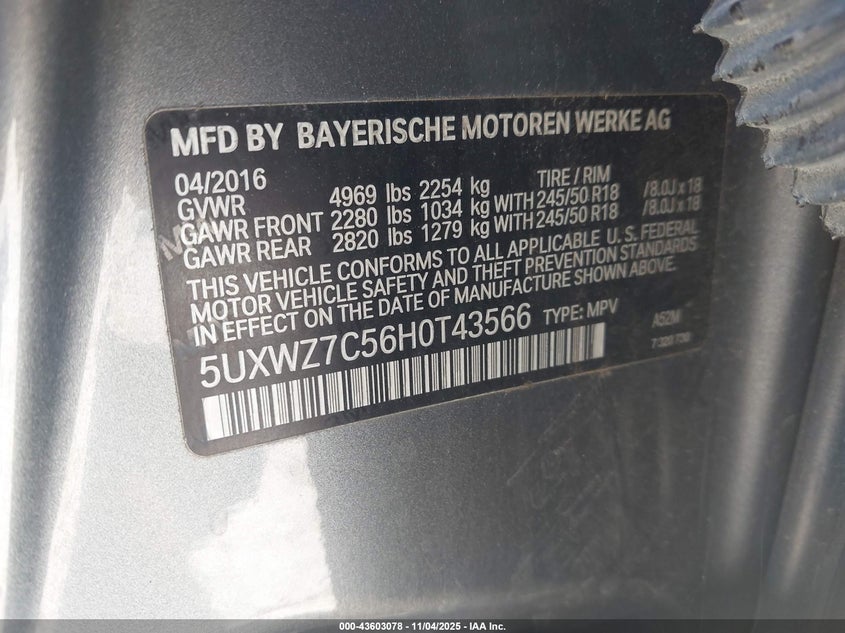 MFD BY BAYERISCHE MOTOREN WERKE AG
04/2016 TIRE / RIM
GVWR 4969 lbs 2254 kg
GAWR FRONT 2280 lbs 1034 kg WITH 245/50 R18 /8.0J x 18
GAWR REAR 2820 lbs 1279 kg WITH 245/50 R18 /8.0J x 18
THIS VEHICLE CONFORMS TO ALL APPLICABLE U.S. FEDERAL
MOTOR VEHICLE SAFETY AND THEFT PREVENTION STANDARDS
IN EFFECT ON THE DATE OF MANUFACTURE SHOWN ABOVE.
5UXWZ7C56H0T43566 TYPE: MPV A52M
7320730
000-43603078 - 11/04/2025 - IAA Inc.